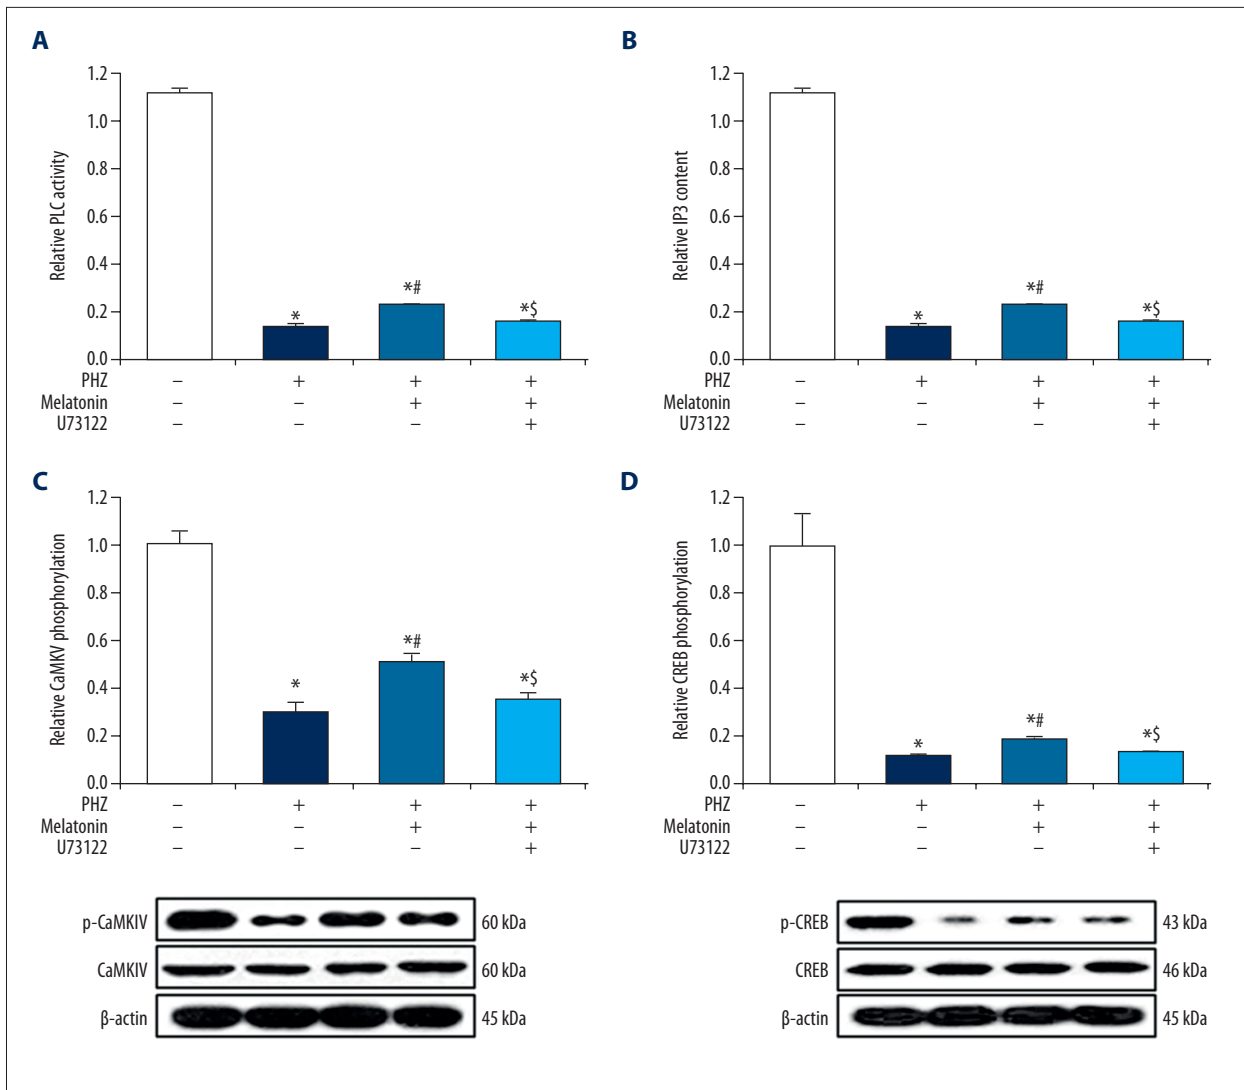 A
Relative PLC activity
1.2
1.0
0.8
0.6
0.4
0.2
0.0
*
*#
*$
PHZ – + + +
Melatonin – – + +
U73122 – – – +
B
Relative IP3 content
1.2
1.0
0.8
0.6
0.4
0.2
0.0
*
*#
*$
PHZ – + + +
Melatonin – – + +
U73122 – – – +
C
Relative CaMKV phosphorylation
1.2
1.0
0.8
0.6
0.4
0.2
0.0
*
*#
*$
PHZ – + + +
Melatonin – – + +
U73122 – – – +
p-CaMKIV 60 kDa
CaMKIV 60 kDa
β-actin 45 kDa
D
Relative CREB phosphorylation
1.2
1.0
0.8
0.6
0.4
0.2
0.0
*
*#
*$
PHZ – + + +
Melatonin – – + +
U73122 – – – +
p-CREB 43 kDa
CREB 46 kDa
β-actin 45 kDa